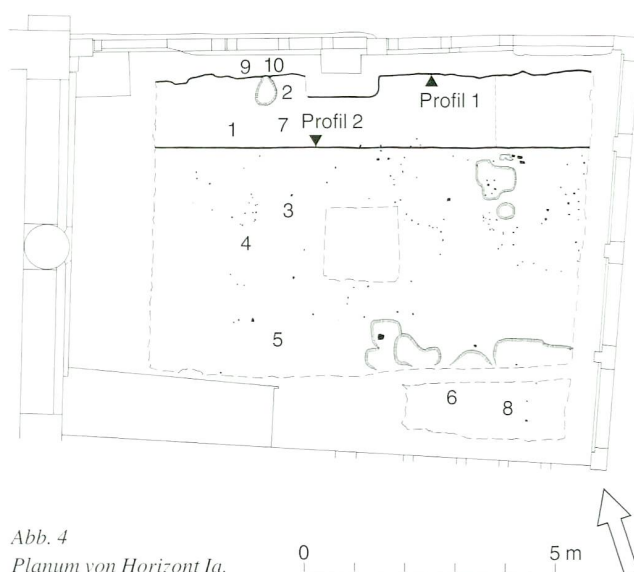 9 10
2
Profil 1
1 7 Profil 2
3
4
5
6
8
Abb. 4
Planum von Horizont Ia.
0 5 m